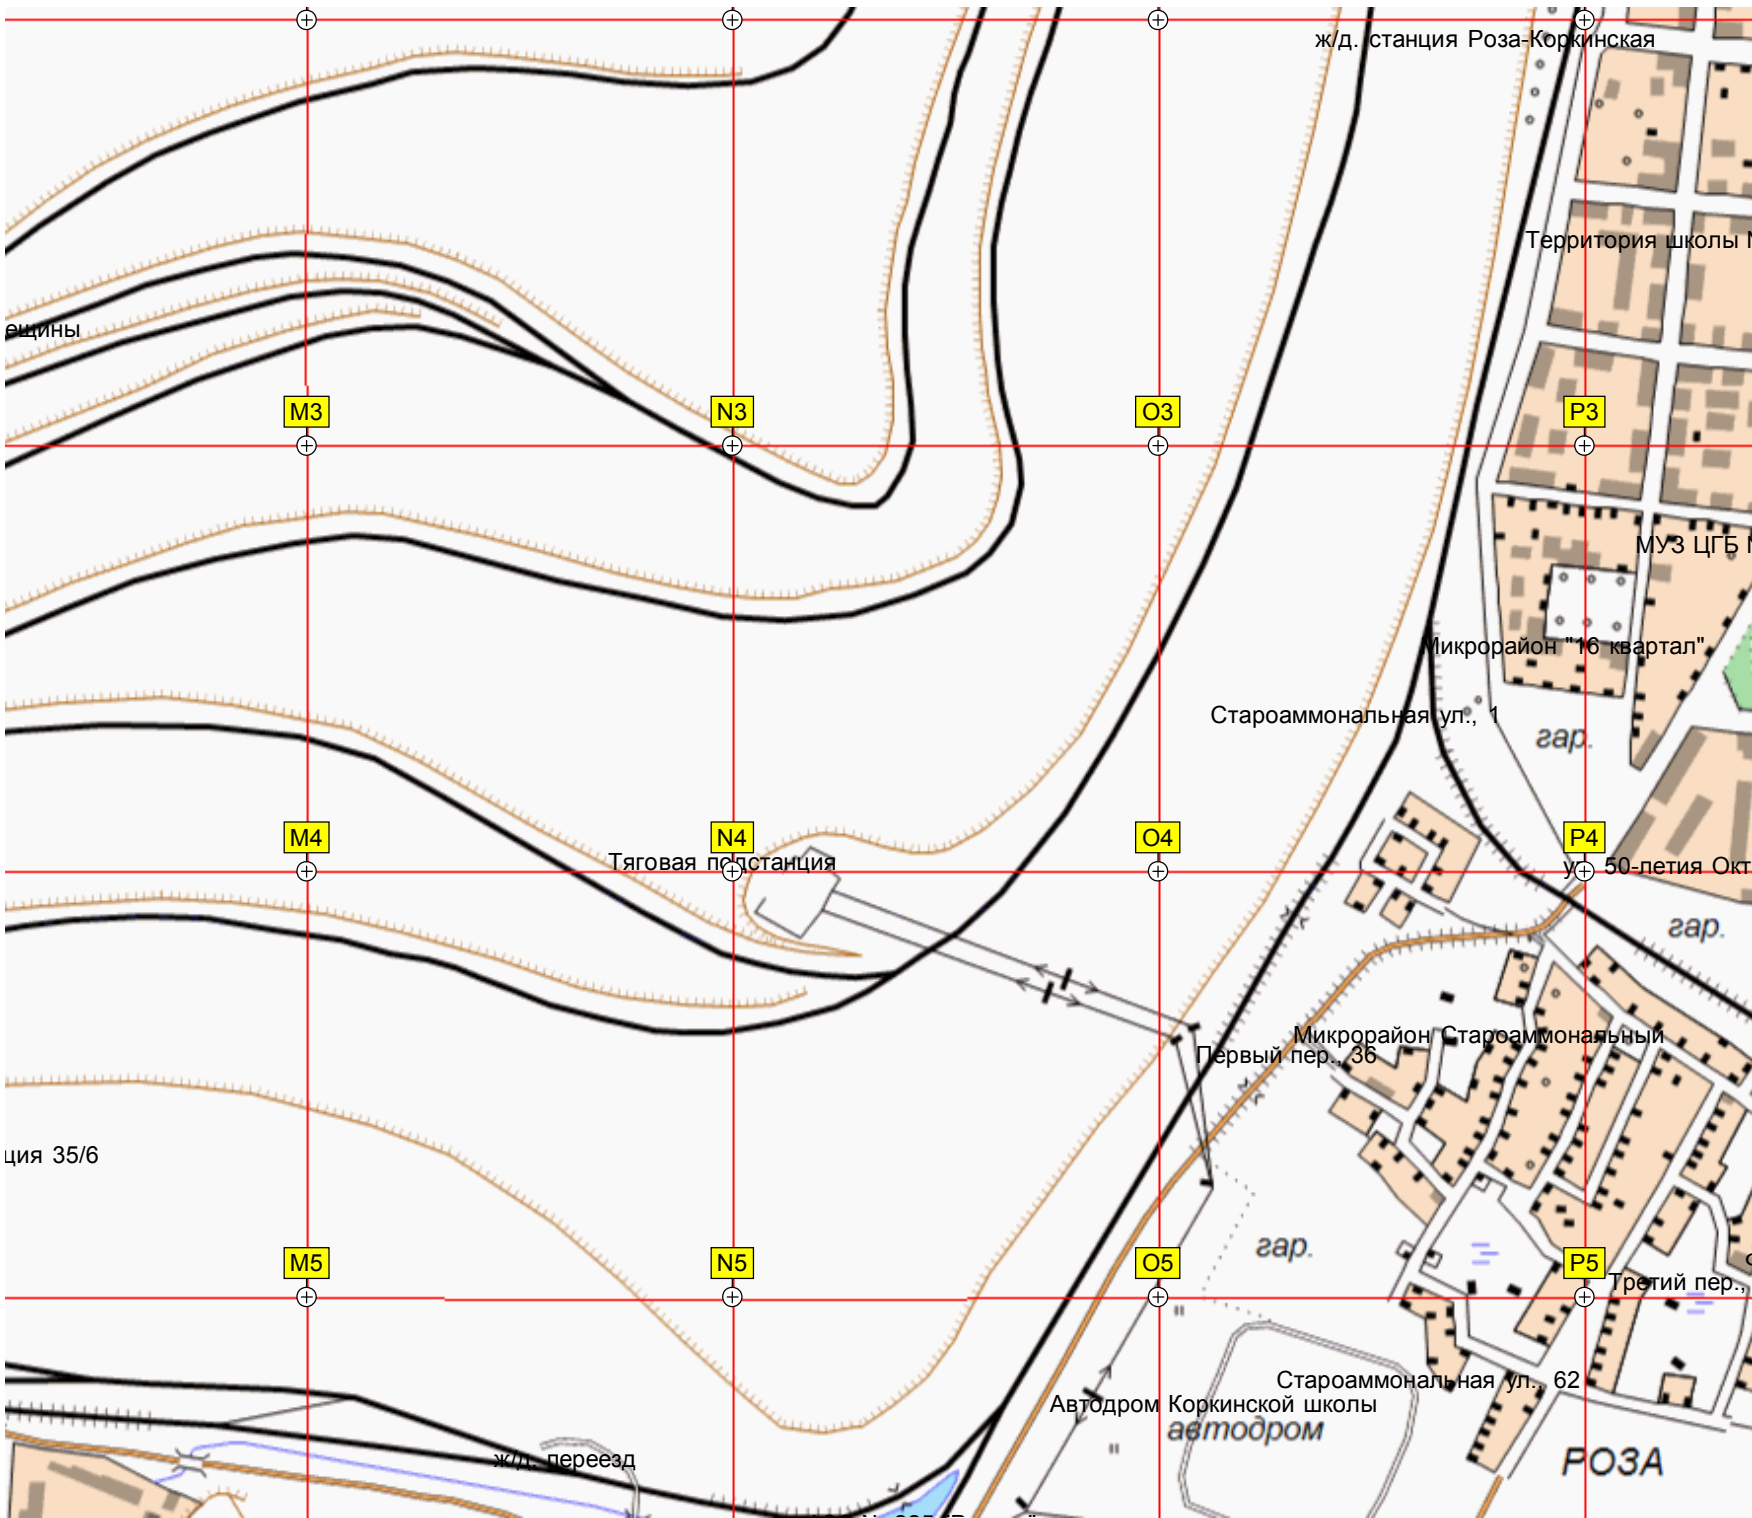 ж/д. станция Роза-Коркинская
Территория школы
ещины
M3
N3
O3
P3
МУЗ ЦГБ
Микрорайон "16 квартал"
Староаммональная ул., 1
гар.
M4
N4
O4
P4
Тяговая подстанция
50-летия Окт
гар.
Микрорайон Староаммональный
Первый пер., 36
ция 35/6
гар.
M5
N5
O5
P5
Третий пер.,
Староаммональная ул., 62
Автодром Коркинской школы
автодром
ж/д. переезд
РОЗА